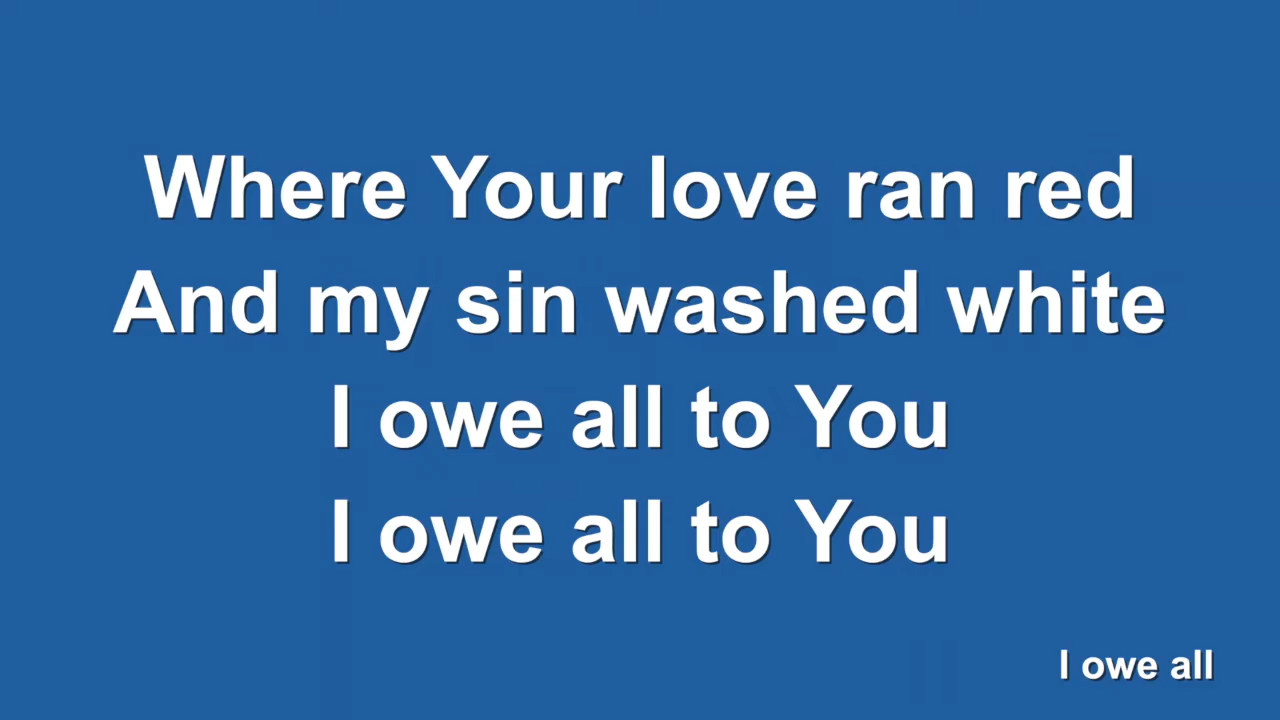 Where Your love ran red
And my sin washed white
I owe all to You
I owe all to You
I owe all